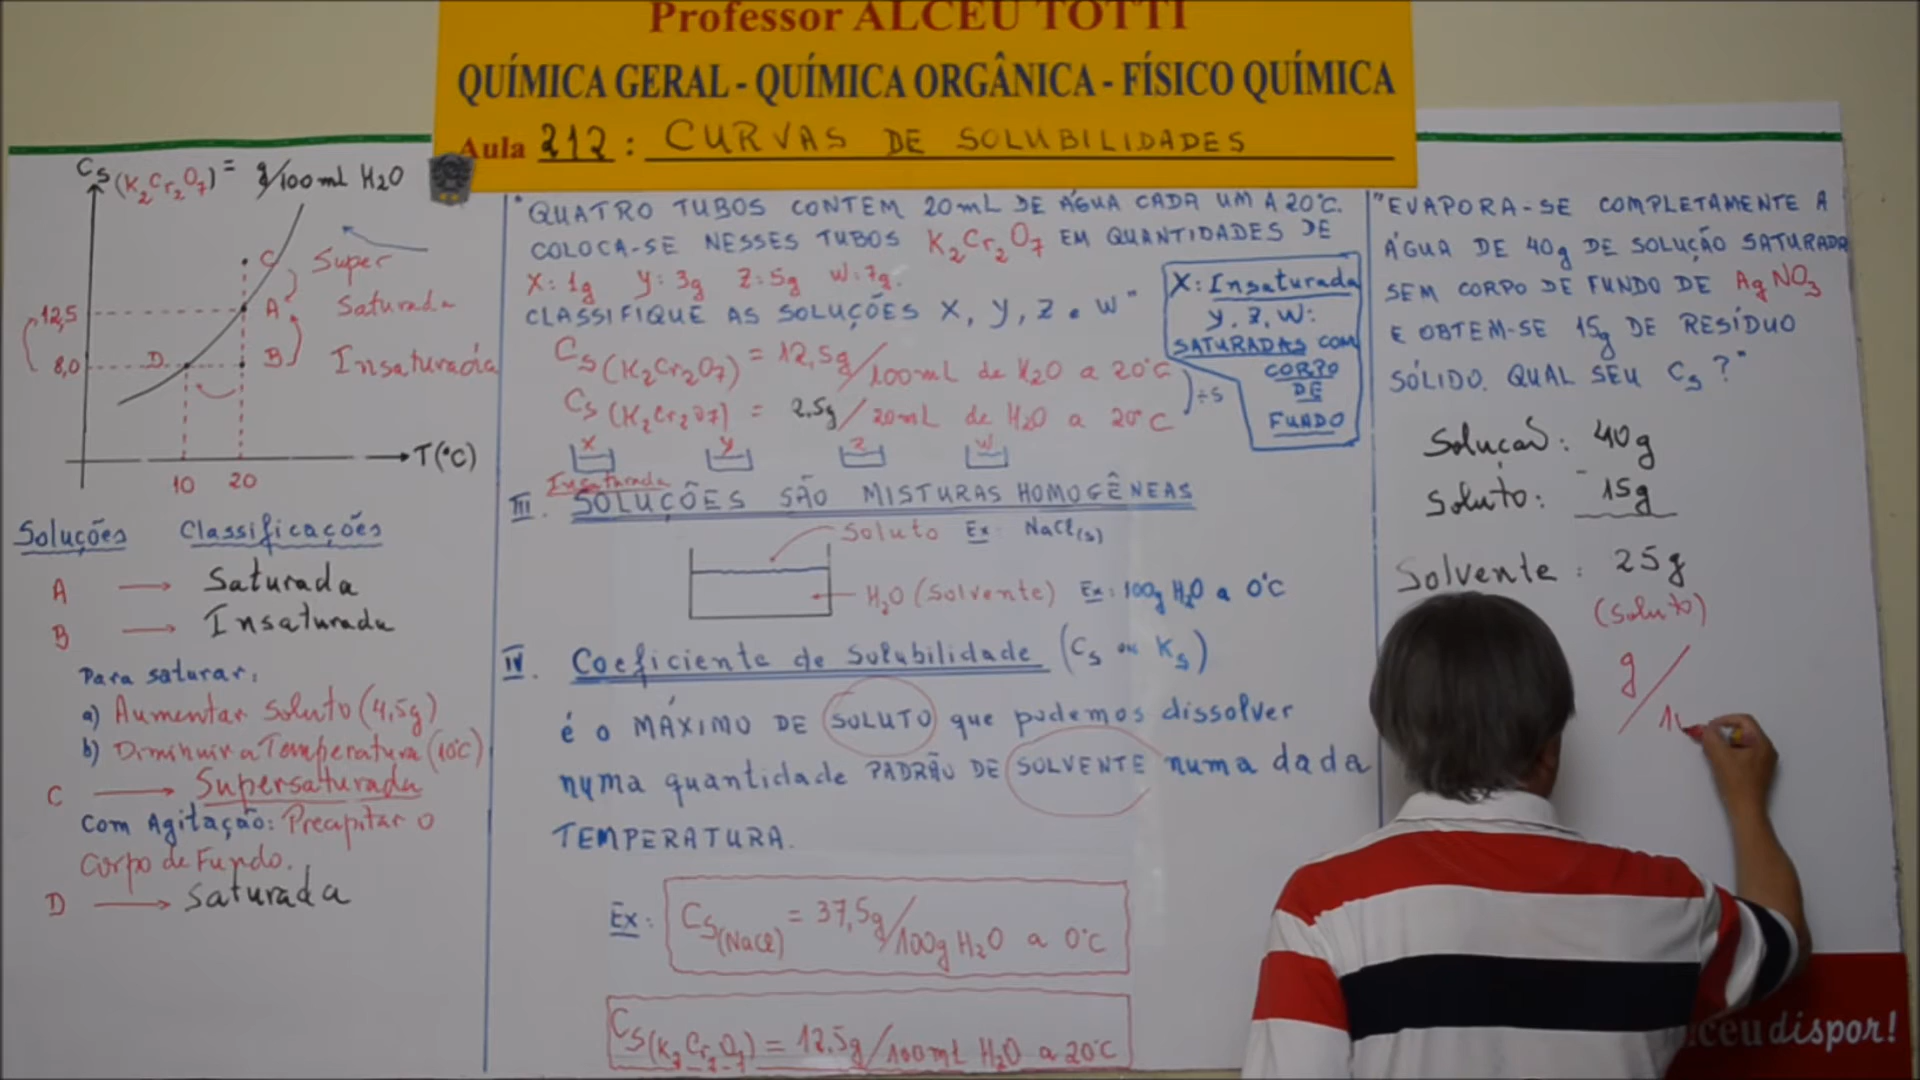 Professor ALCEU TOTTI
QUÍMICA GERAL - QUÍMICA ORGÂNICA - FÍSICO QUÍMICA
Aula 212: CURVAS DE SOLUBILIDADES
Cs(K2Cr2O7) = g/100ml H2O
C
Super
Saturada
12,5
A
8,0
D
B
Insaturada
T(°C)
10 20
Soluções Classificações
A → Saturada
B → Insaturada
Para saturar:
a) Aumentar Soluto (4,5g)
b) Diminuir a Temperatura (10°C)
C → Supersaturada
Com Agitação: Precapitar o
Corpo de Fundo.
D → Saturada
"QUATRO TUBOS CONTEM 20mL DE ÁGUA CADA UM A 20°C.
COLOCA-SE NESSES TUBOS K2Cr2O7 EM QUANTIDADES DE
X: 1g y: 3g Z: 5g W: 7g.
CLASSIFIQUE AS SOLUÇÕES X, Y, Z e W"
Cs(K2Cr2O7) = 12,5g/100mL de H2O a 20°C
Cs(K2Cr2O7) = 2,5g/20mL de H2O a 20°C
÷5
X y Z W
Insaturada
X: Insaturada
y, Z, W:
SATURADAS COM
CORPO
DE
FUNDO
III. SOLUÇÕES SÃO MISTURAS HOMOGÊNEAS
Soluto Ex: NaCl(s)
H2O (Solvente) Ex: 100g H2O a 0°C
IV. Coeficiente de Solubilidade (Cs ou Ks)
é o MÁXIMO DE SOLUTO que podemos dissolver
numa quantidade PADRÃO DE SOLVENTE numa dada
TEMPERATURA.
Ex: Cs(NaCl) = 37,5g/100g H2O a 0°C
Cs(K2Cr2O7) = 12,5g/100ml H2O a 20°C
"EVAPORA-SE COMPLETAMENTE A
ÁGUA DE 40g DE SOLUÇÃO SATURADA
SEM CORPO DE FUNDO DE AgNO3
E OBTEM-SE 15g DE RESÍDUO
SÓLIDO. QUAL SEU Cs?"
Solução: 40g
Soluto: - 15g
Solvente: 25g
(Soluto)
g/1
ceudispor!